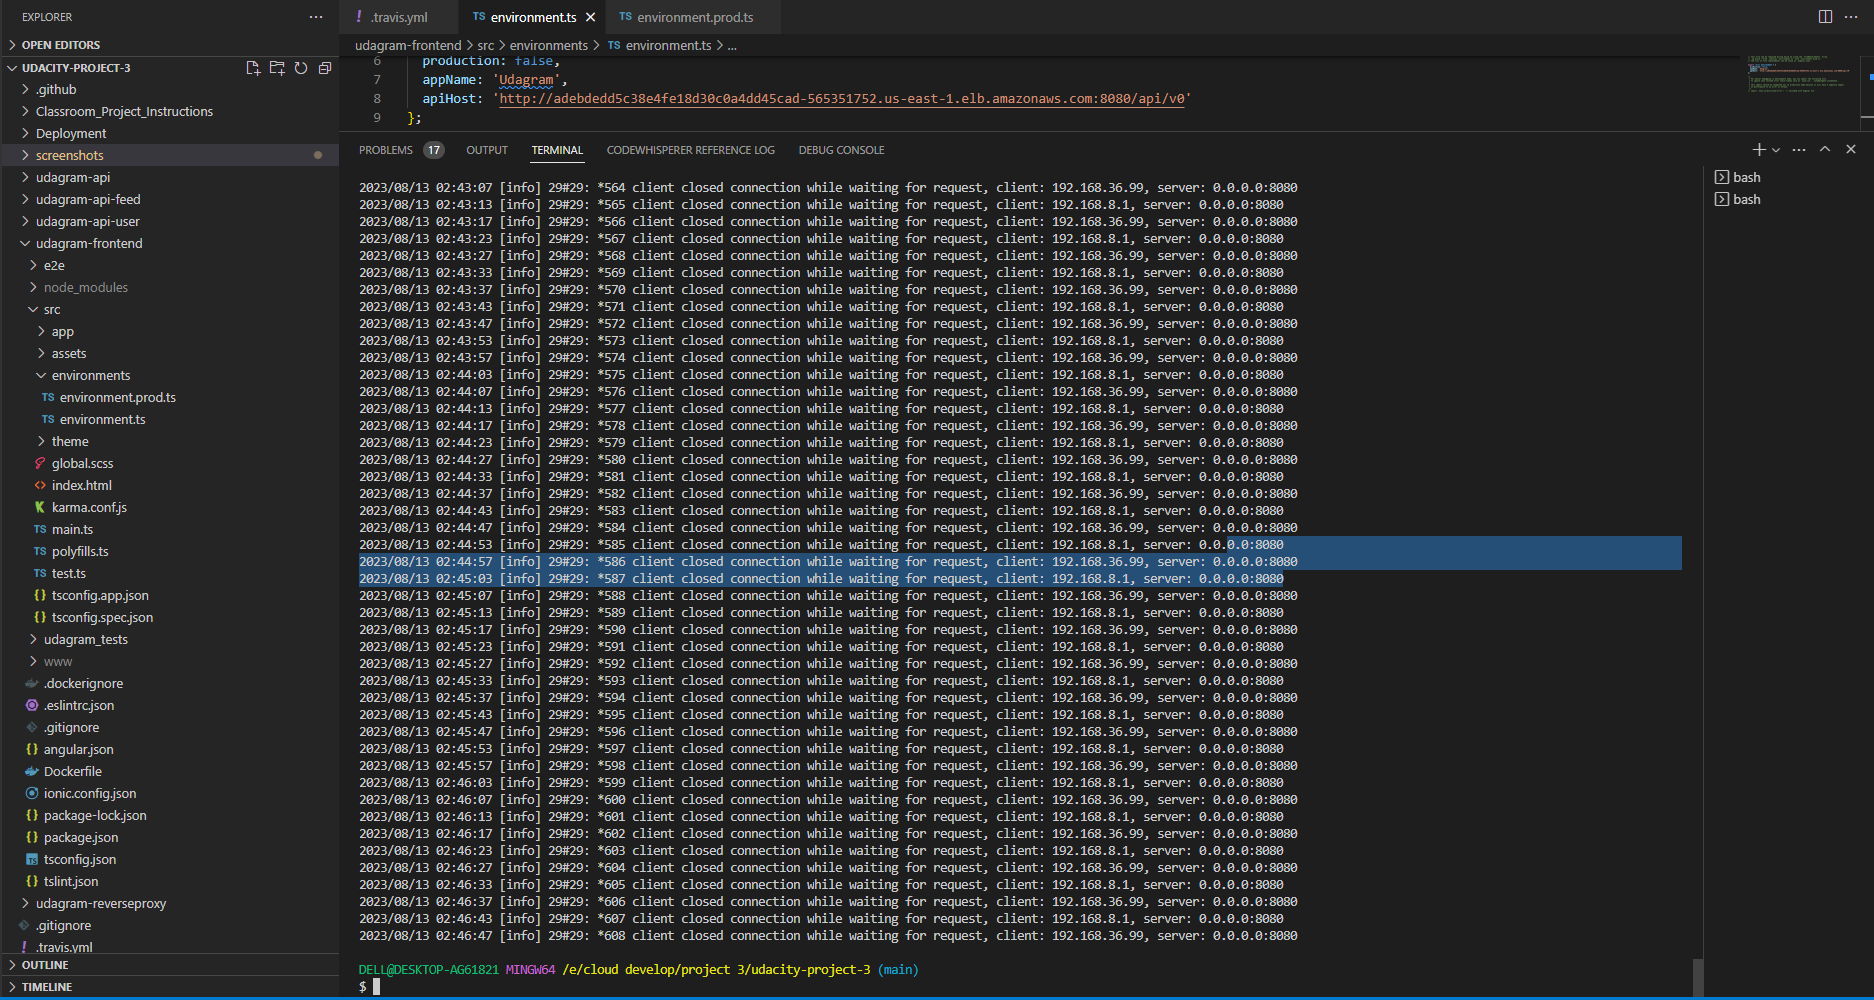 EXPLORER
OPEN EDITORS
UDACITY-PROJECT-3
.github
Classroom_Project_Instructions
Deployment
screenshots
udagram-api
udagram-api-feed
udagram-api-user
udagram-frontend
e2e
node_modules
src
app
assets
environments
environment.prod.ts
environment.ts
theme
global.scss
index.html
karma.conf.js
main.ts
polyfills.ts
test.ts
tsconfig.app.json
tsconfig.spec.json
udagram_tests
www
.dockerignore
.eslintrc.json
.gitignore
angular.json
Dockerfile
ionic.config.json
package-lock.json
package.json
tsconfig.json
tslint.json
udagram-reverseproxy
.gitignore
.travis.yml
OUTLINE
TIMELINE
.travis.yml TS environment.ts TS environment.prod.ts
udagram-frontend > src > environments > TS environment.ts > ...
6 production: false,
7 appName: 'Udagram',
8 apiHost: 'http://adebdedd5c38e4fe18d30c0a4dd45cad-565351752.us-east-1.elb.amazonaws.com:8080/api/v0'
9 };
PROBLEMS 17 OUTPUT TERMINAL CODEWHISPERER REFERENCE LOG DEBUG CONSOLE
2023/08/13 02:43:07 [info] 29#29: *564 client closed connection while waiting for request, client: 192.168.36.99, server: 0.0.0.0:8080
2023/08/13 02:43:13 [info] 29#29: *565 client closed connection while waiting for request, client: 192.168.8.1, server: 0.0.0.0:8080
2023/08/13 02:43:17 [info] 29#29: *566 client closed connection while waiting for request, client: 192.168.36.99, server: 0.0.0.0:8080
2023/08/13 02:43:23 [info] 29#29: *567 client closed connection while waiting for request, client: 192.168.8.1, server: 0.0.0.0:8080
2023/08/13 02:43:27 [info] 29#29: *568 client closed connection while waiting for request, client: 192.168.36.99, server: 0.0.0.0:8080
2023/08/13 02:43:33 [info] 29#29: *569 client closed connection while waiting for request, client: 192.168.8.1, server: 0.0.0.0:8080
2023/08/13 02:43:37 [info] 29#29: *570 client closed connection while waiting for request, client: 192.168.36.99, server: 0.0.0.0:8080
2023/08/13 02:43:43 [info] 29#29: *571 client closed connection while waiting for request, client: 192.168.8.1, server: 0.0.0.0:8080
2023/08/13 02:43:47 [info] 29#29: *572 client closed connection while waiting for request, client: 192.168.36.99, server: 0.0.0.0:8080
2023/08/13 02:43:53 [info] 29#29: *573 client closed connection while waiting for request, client: 192.168.8.1, server: 0.0.0.0:8080
2023/08/13 02:43:57 [info] 29#29: *574 client closed connection while waiting for request, client: 192.168.36.99, server: 0.0.0.0:8080
2023/08/13 02:44:03 [info] 29#29: *575 client closed connection while waiting for request, client: 192.168.8.1, server: 0.0.0.0:8080
2023/08/13 02:44:07 [info] 29#29: *576 client closed connection while waiting for request, client: 192.168.36.99, server: 0.0.0.0:8080
2023/08/13 02:44:13 [info] 29#29: *577 client closed connection while waiting for request, client: 192.168.8.1, server: 0.0.0.0:8080
2023/08/13 02:44:17 [info] 29#29: *578 client closed connection while waiting for request, client: 192.168.36.99, server: 0.0.0.0:8080
2023/08/13 02:44:23 [info] 29#29: *579 client closed connection while waiting for request, client: 192.168.8.1, server: 0.0.0.0:8080
2023/08/13 02:44:27 [info] 29#29: *580 client closed connection while waiting for request, client: 192.168.36.99, server: 0.0.0.0:8080
2023/08/13 02:44:33 [info] 29#29: *581 client closed connection while waiting for request, client: 192.168.8.1, server: 0.0.0.0:8080
2023/08/13 02:44:37 [info] 29#29: *582 client closed connection while waiting for request, client: 192.168.36.99, server: 0.0.0.0:8080
2023/08/13 02:44:43 [info] 29#29: *583 client closed connection while waiting for request, client: 192.168.8.1, server: 0.0.0.0:8080
2023/08/13 02:44:47 [info] 29#29: *584 client closed connection while waiting for request, client: 192.168.36.99, server: 0.0.0.0:8080
2023/08/13 02:44:53 [info] 29#29: *585 client closed connection while waiting for request, client: 192.168.8.1, server: 0.0.0.0:8080
2023/08/13 02:44:57 [info] 29#29: *586 client closed connection while waiting for request, client: 192.168.36.99, server: 0.0.0.0:8080
2023/08/13 02:45:03 [info] 29#29: *587 client closed connection while waiting for request, client: 192.168.8.1, server: 0.0.0.0:8080
2023/08/13 02:45:07 [info] 29#29: *588 client closed connection while waiting for request, client: 192.168.36.99, server: 0.0.0.0:8080
2023/08/13 02:45:13 [info] 29#29: *589 client closed connection while waiting for request, client: 192.168.8.1, server: 0.0.0.0:8080
2023/08/13 02:45:17 [info] 29#29: *590 client closed connection while waiting for request, client: 192.168.36.99, server: 0.0.0.0:8080
2023/08/13 02:45:23 [info] 29#29: *591 client closed connection while waiting for request, client: 192.168.8.1, server: 0.0.0.0:8080
2023/08/13 02:45:27 [info] 29#29: *592 client closed connection while waiting for request, client: 192.168.36.99, server: 0.0.0.0:8080
2023/08/13 02:45:33 [info] 29#29: *593 client closed connection while waiting for request, client: 192.168.8.1, server: 0.0.0.0:8080
2023/08/13 02:45:37 [info] 29#29: *594 client closed connection while waiting for request, client: 192.168.36.99, server: 0.0.0.0:8080
2023/08/13 02:45:43 [info] 29#29: *595 client closed connection while waiting for request, client: 192.168.8.1, server: 0.0.0.0:8080
2023/08/13 02:45:47 [info] 29#29: *596 client closed connection while waiting for request, client: 192.168.36.99, server: 0.0.0.0:8080
2023/08/13 02:45:53 [info] 29#29: *597 client closed connection while waiting for request, client: 192.168.8.1, server: 0.0.0.0:8080
2023/08/13 02:45:57 [info] 29#29: *598 client closed connection while waiting for request, client: 192.168.36.99, server: 0.0.0.0:8080
2023/08/13 02:46:03 [info] 29#29: *599 client closed connection while waiting for request, client: 192.168.8.1, server: 0.0.0.0:8080
2023/08/13 02:46:07 [info] 29#29: *600 client closed connection while waiting for request, client: 192.168.36.99, server: 0.0.0.0:8080
2023/08/13 02:46:13 [info] 29#29: *601 client closed connection while waiting for request, client: 192.168.8.1, server: 0.0.0.0:8080
2023/08/13 02:46:17 [info] 29#29: *602 client closed connection while waiting for request, client: 192.168.36.99, server: 0.0.0.0:8080
2023/08/13 02:46:23 [info] 29#29: *603 client closed connection while waiting for request, client: 192.168.8.1, server: 0.0.0.0:8080
2023/08/13 02:46:27 [info] 29#29: *604 client closed connection while waiting for request, client: 192.168.36.99, server: 0.0.0.0:8080
2023/08/13 02:46:33 [info] 29#29: *605 client closed connection while waiting for request, client: 192.168.8.1, server: 0.0.0.0:8080
2023/08/13 02:46:37 [info] 29#29: *606 client closed connection while waiting for request, client: 192.168.36.99, server: 0.0.0.0:8080
2023/08/13 02:46:43 [info] 29#29: *607 client closed connection while waiting for request, client: 192.168.8.1, server: 0.0.0.0:8080
2023/08/13 02:46:47 [info] 29#29: *608 client closed connection while waiting for request, client: 192.168.36.99, server: 0.0.0.0:8080
DELL@DESKTOP-AG61821 MINGW64 /e/cloud develop/project 3/udacity-project-3 (main)
$
bash
bash